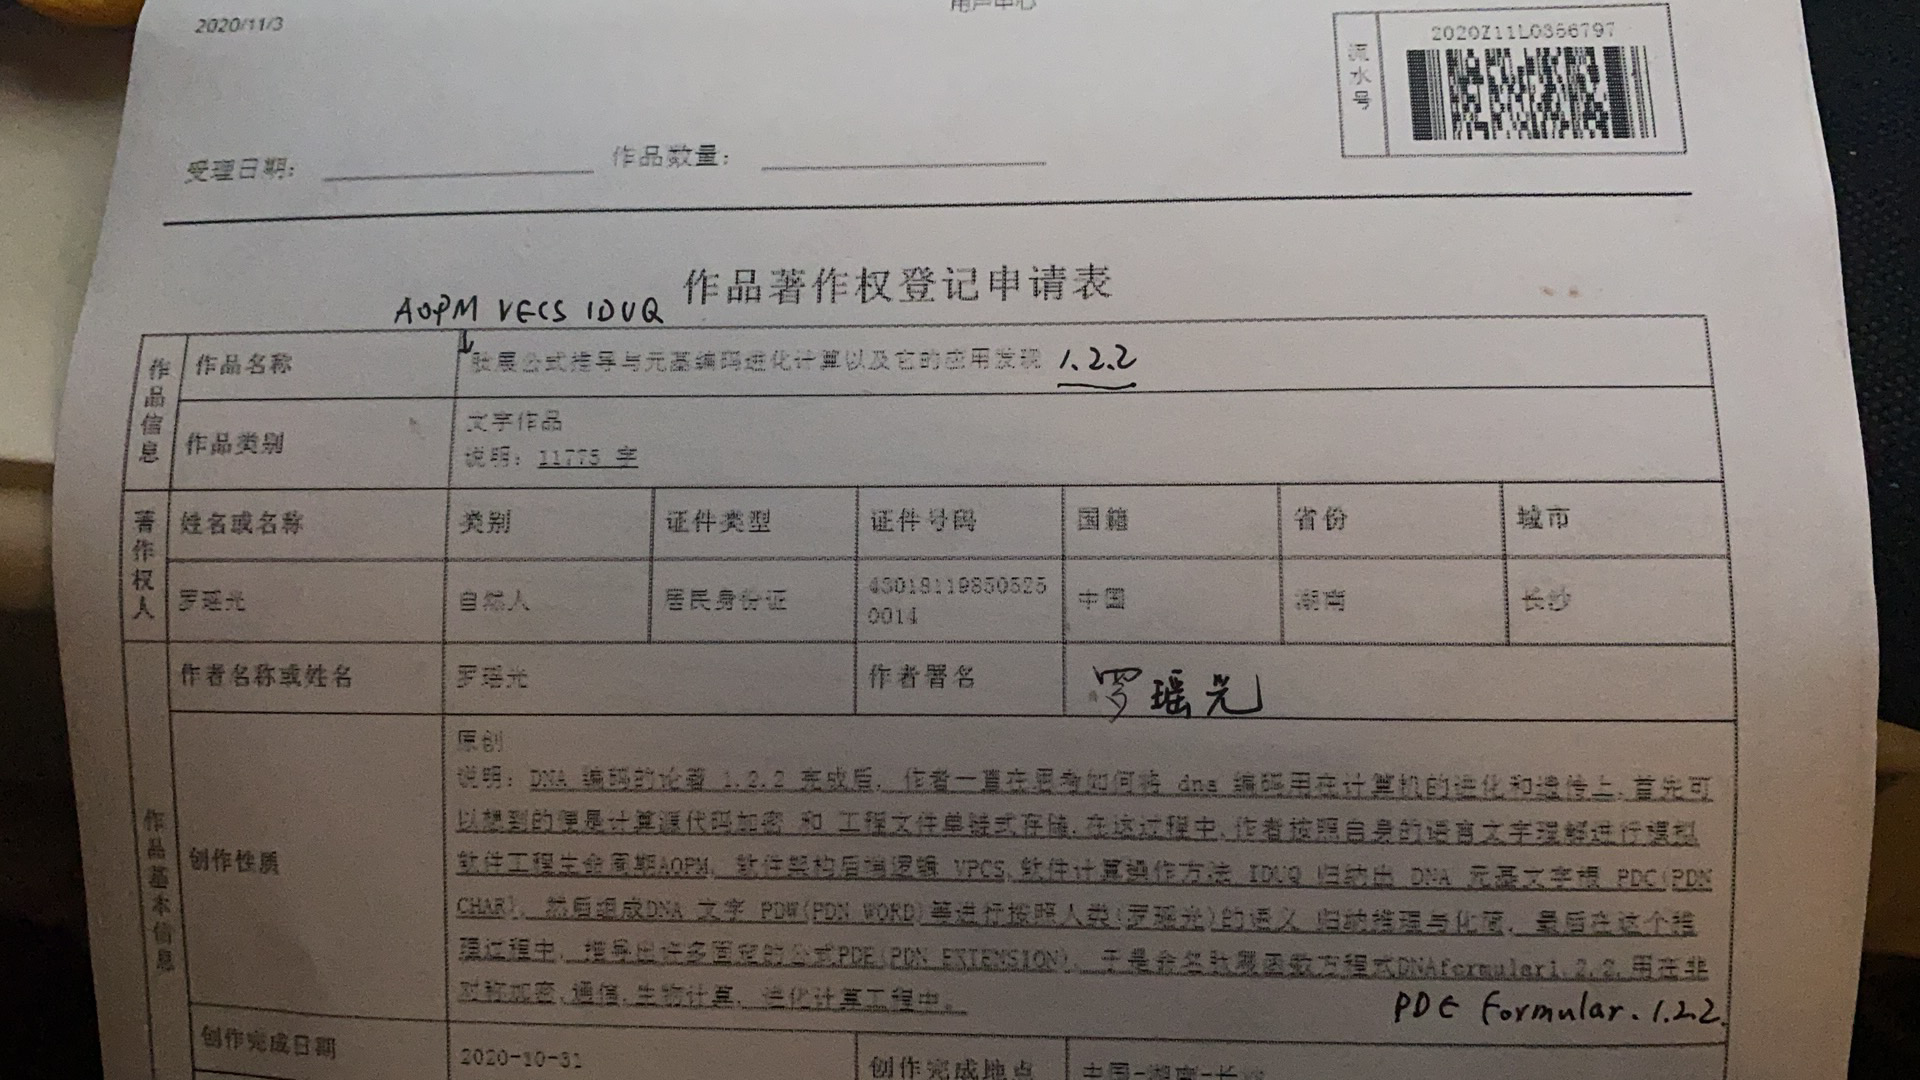 2020/11/3
用户中心
流水号
2020Z11L0356797
受理日期：
作品数量：
作品著作权登记申请表
AOPM VECS IDUQ
作品信息
作品名称
肽展公式推导与元基编码进化计算以及它的应用发现 1.2.2
作品类别
文字作品
说明：11775 字
著作权人
姓名或名称 类别 证件类型 证件号码 国籍 省份 城市
罗瑶光 自然人 居民身份证 430181198505250014 中国 湖南 长沙
作品基本信息
作者名称或姓名 罗瑶光 作者署名 罗瑶光
创作性质
原创
说明：DNA 编码的论著 1.2.2 完成后，作者一直在思考如何将 dns 编码用在计算机的进化和遗传上，首先可
以想到的便是计算源代码加密 和 工程文件单链式存储，在这过程中，作者按照自身的语言文字理解进行模拟
软件工程生命周期AOPM，软件架构后端逻辑 VPCS，软件计算操作方法 IDUQ 归纳出 DNA 元基文字根 PDC(PDN
CHAR)，然后组成DNA 文字 PDW(PDN WORD)等进行按照人类(罗瑶光)的语义 归纳推理与化简，最后在这个推
理过程中，推导出许多固定的公式PDE(PDN EXTENSION)，于是命名肽展函数方程式DNAformular1.2.2，用在非
对称加密，通信，生物计算，进化计算工程中。
PDE Formular.1.2.2.
创作完成日期 2020-10-31 创作完成地点 中国-湖南-长沙